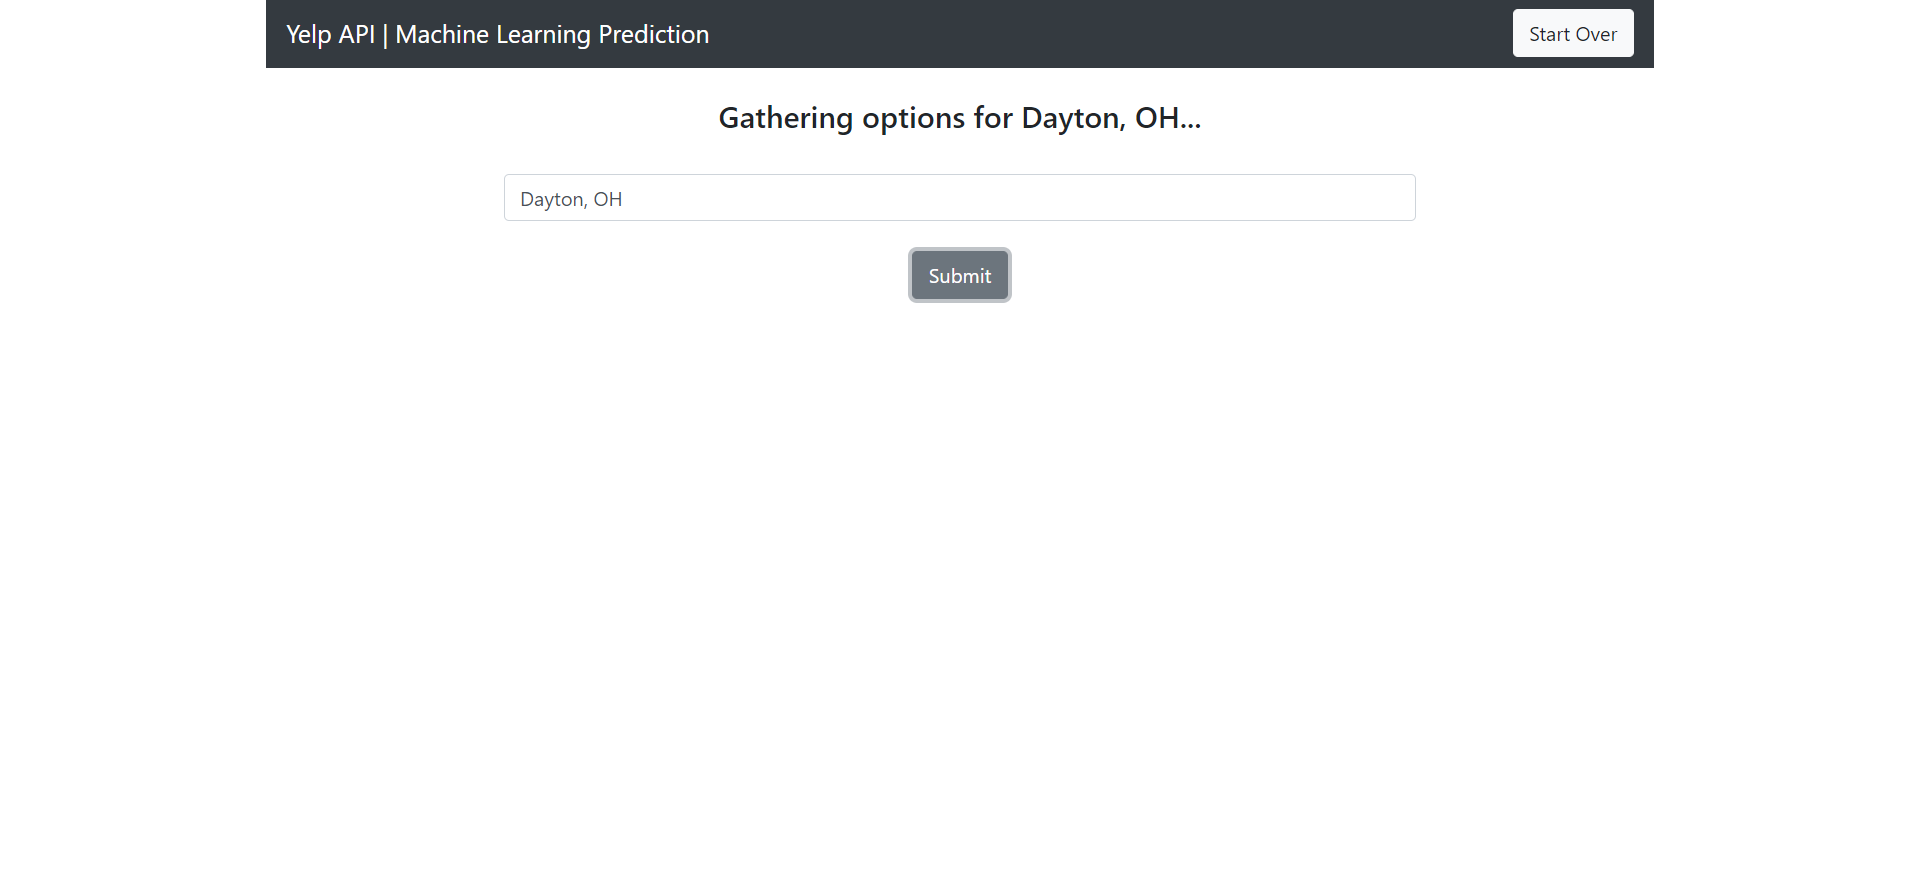 Yelp API | Machine Learning Prediction
Start Over
Gathering options for Dayton, OH...
Dayton, OH
Submit